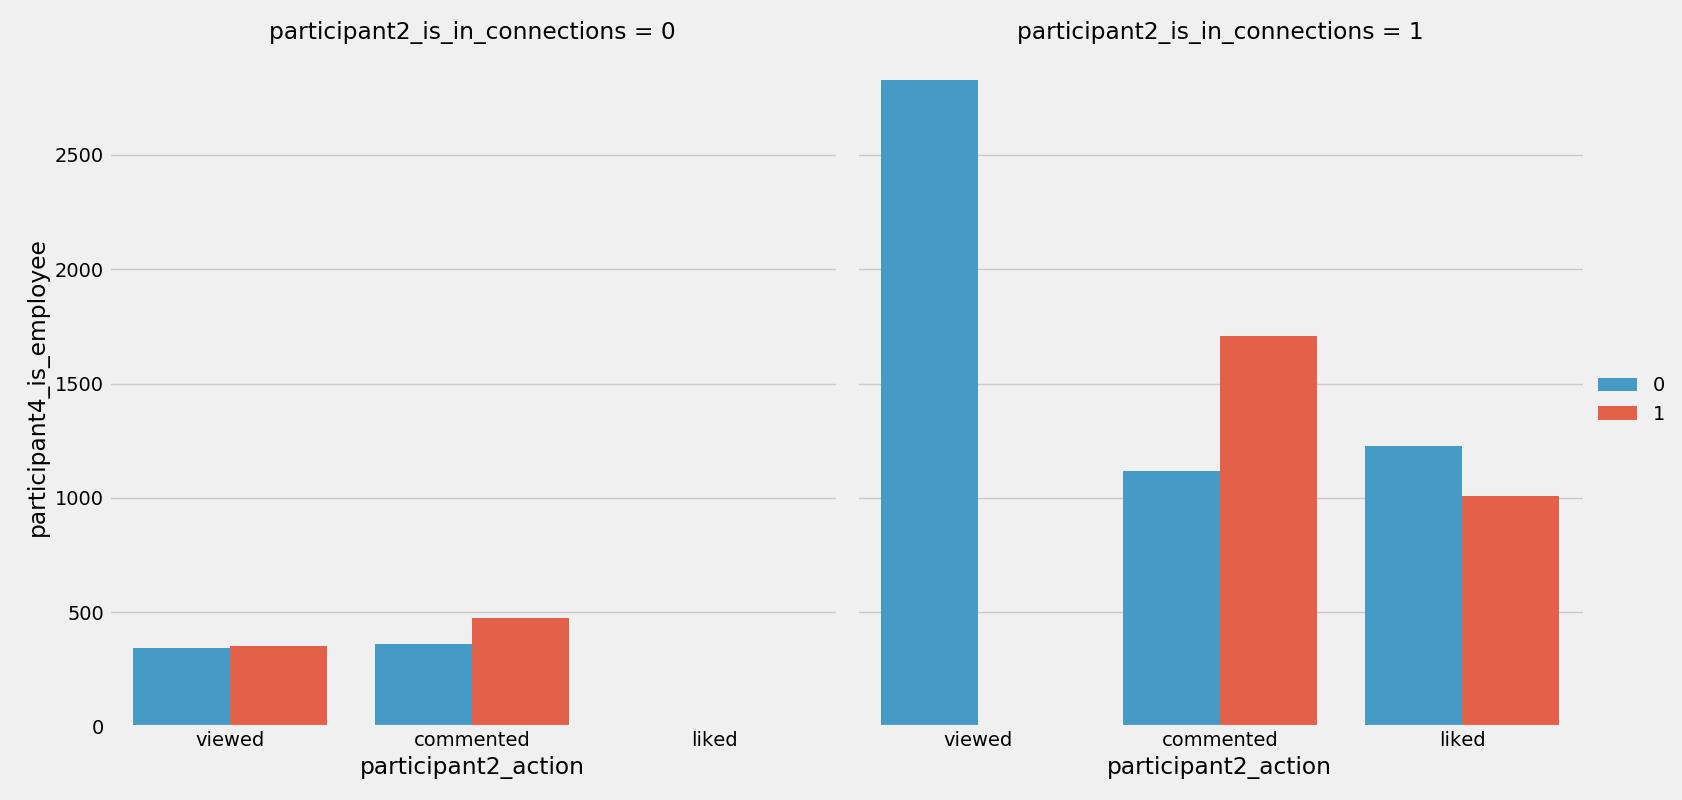 participant2_is_in_connections = 0
participant2_is_in_connections = 1
participant4_is_employee
2500
2000
1500
1000
500
0
viewed
commented
liked
participant2_action
viewed
commented
liked
participant2_action
0
1